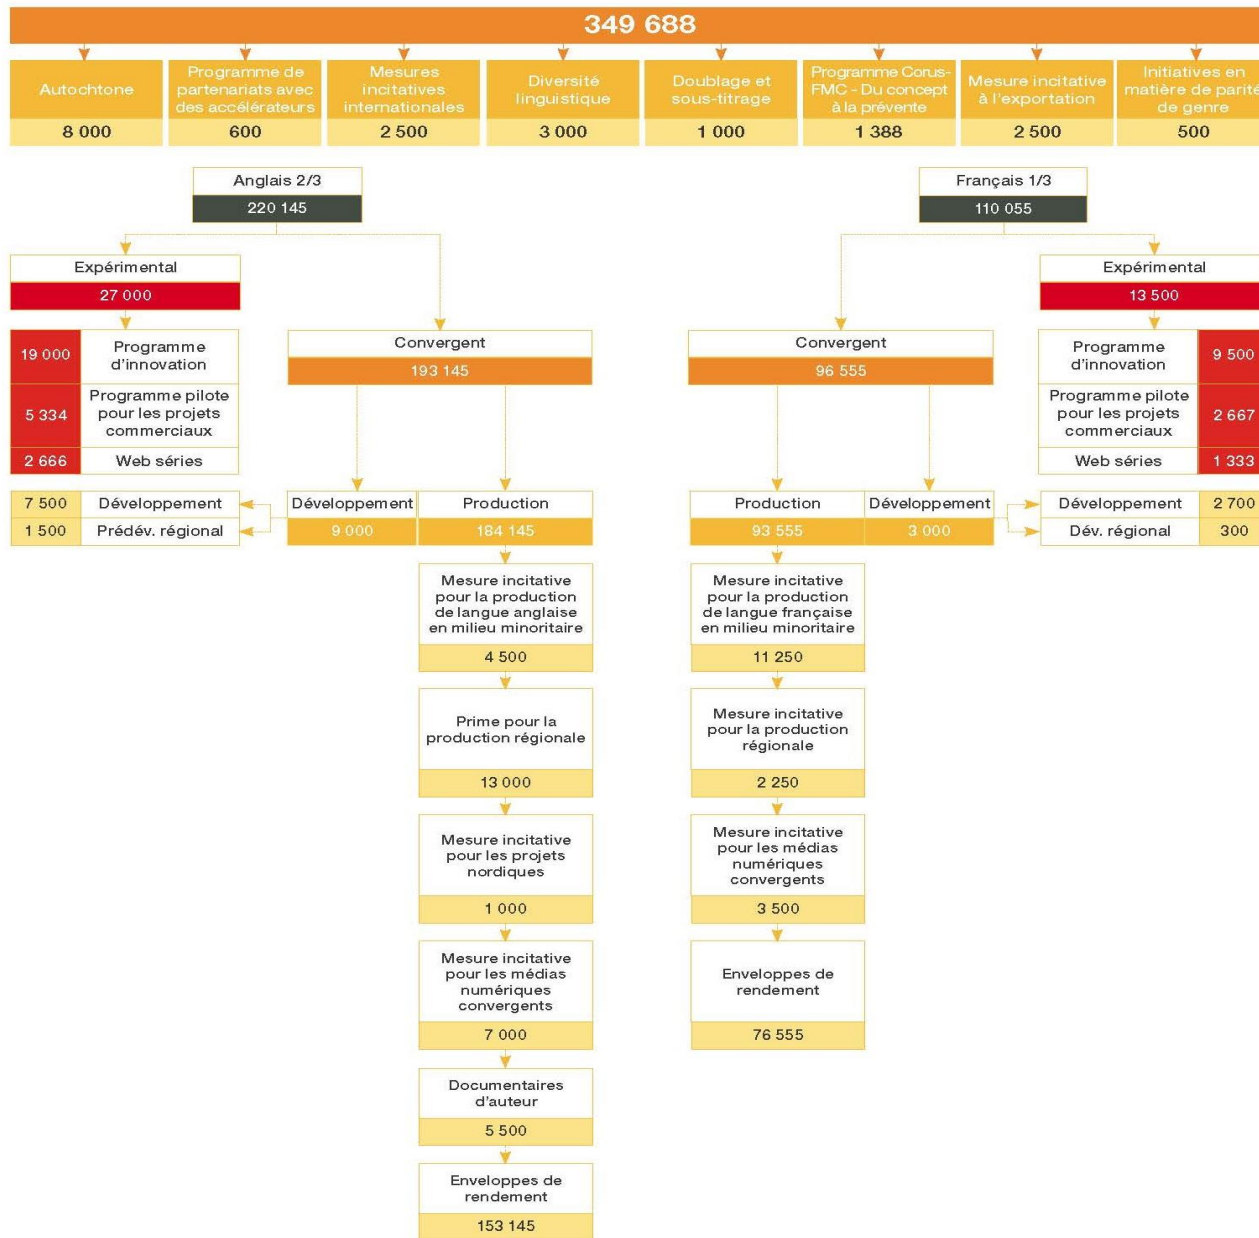 349 688
Autochtone
8 000
Programme de
partenariats avec
des accélérateurs
600
Mesures
incitatives
internationales
2 500
Diversité
linguistique
3 000
Doublage et
sous-titrage
1 000
Programme Corus-
FMC - Du concept
à la prévente
1 388
Mesure incitative
à l'exportation
2 500
Initiatives en
matière de parité
de genre
500
Anglais 2/3
220 145
Français 1/3
110 055
Expérimental
27 000
19 000
Programme
d'innovation
5 334
Programme pilote
pour les projets
commerciaux
2 666
Web séries
Convergent
193 145
7 500
Développement
1 500
Prédév. régional
Développement
9 000
Production
184 145
Mesure incitative
pour la production
de langue anglaise
en milieu minoritaire
4 500
Prime pour la
production régionale
13 000
Mesure incitative
pour les projets
nordiques
1 000
Mesure incitative
pour les médias
numériques
convergents
7 000
Documentaires
d'auteur
5 500
Enveloppes de
rendement
153 145
Convergent
96 555
Expérimental
13 500
Programme
d'innovation
9 500
Programme pilote
pour les projets
commerciaux
2 667
Web séries
1 333
Production
93 555
Développement
3 000
Développement
2 700
Dév. régional
300
Mesure incitative
pour la production
de langue française
en milieu minoritaire
11 250
Mesure incitative
pour la production
régionale
2 250
Mesure incitative
pour les médias
numériques
convergents
3 500
Enveloppes de
rendement
76 555